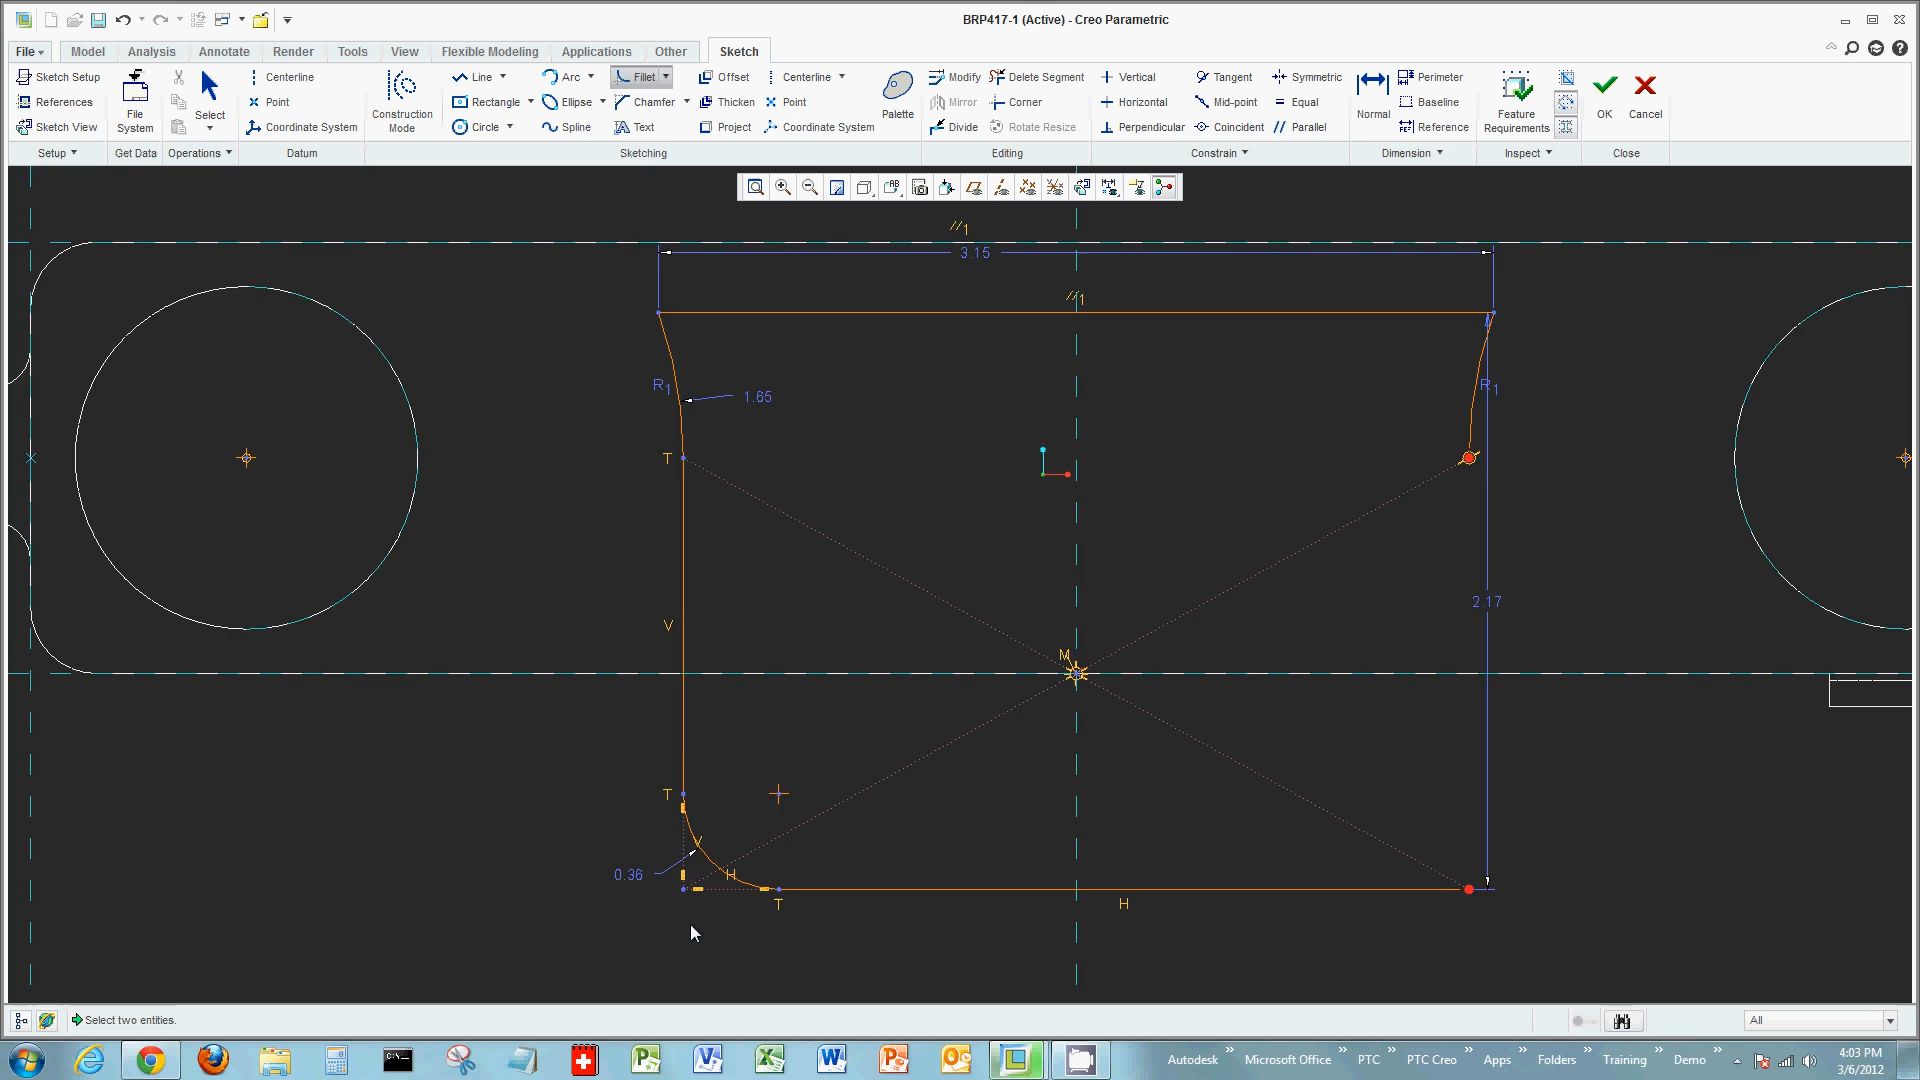 BRP417-1 (Active) - Creo Parametric
File Model Analysis Annotate Render Tools View Flexible Modeling Applications Other Sketch
Sketch Setup
References
Sketch View
Setup
File System
Get Data
Select
Operations
Centerline
Point
Coordinate System
Datum
Construction Mode
Line Arc Fillet Offset Centerline
Rectangle Ellipse Chamfer Thicken Point
Circle Spline Text Project Coordinate System
Palette
Sketching
Modify Delete Segment
Mirror Corner
Divide Rotate Resize
Editing
Vertical Tangent Symmetric
Horizontal Mid-point Equal
Perpendicular Coincident Parallel
Constrain
Normal
Perimeter
Baseline
Reference
Dimension
Feature Requirements
Inspect
OK
Cancel
Close
//1
3.15
//1
R1
1.65
R1
T
2.17
V
M
T
V
0.36
H
T
H
Select two entities.
All
Autodesk Microsoft Office PTC PTC Creo Apps Folders Training Demo
4:03 PM
3/6/2012